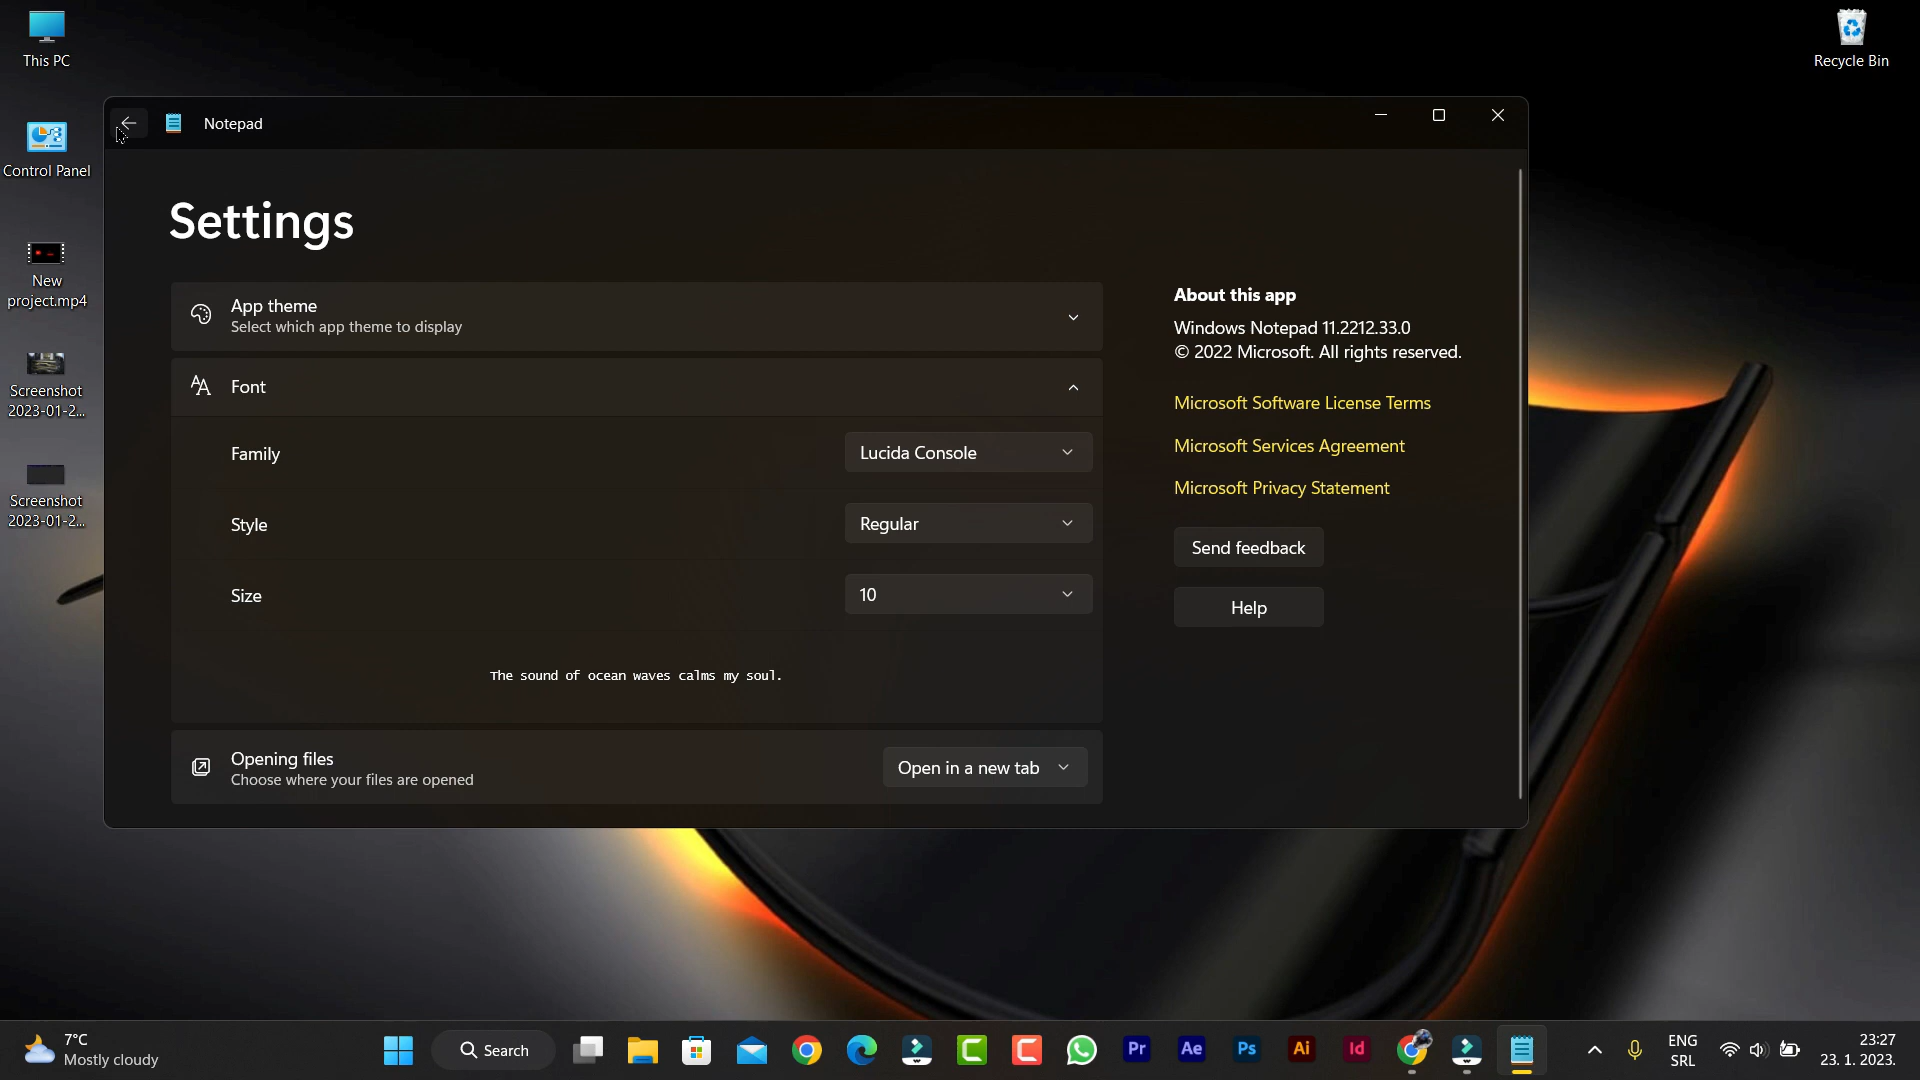 This PC
Recycle Bin
Notepad
Control Panel
Settings
New
project.mp4
App theme
Select which app theme to display
Font
Family
Lucida Console
Style
Regular
Size
10
The sound of ocean waves calms my soul.
Opening files
Choose where your files are opened
Open in a new tab
About this app
Windows Notepad 11.2212.33.0
© 2022 Microsoft. All rights reserved.
Microsoft Software License Terms
Microsoft Services Agreement
Microsoft Privacy Statement
Send feedback
Help
Screenshot
2023-01-2...
Screenshot
2023-01-2...
7°C
Mostly cloudy
Search
Pr
Ae
Ps
Ai
Id
ENG
SRL
23:27
23. 1. 2023.